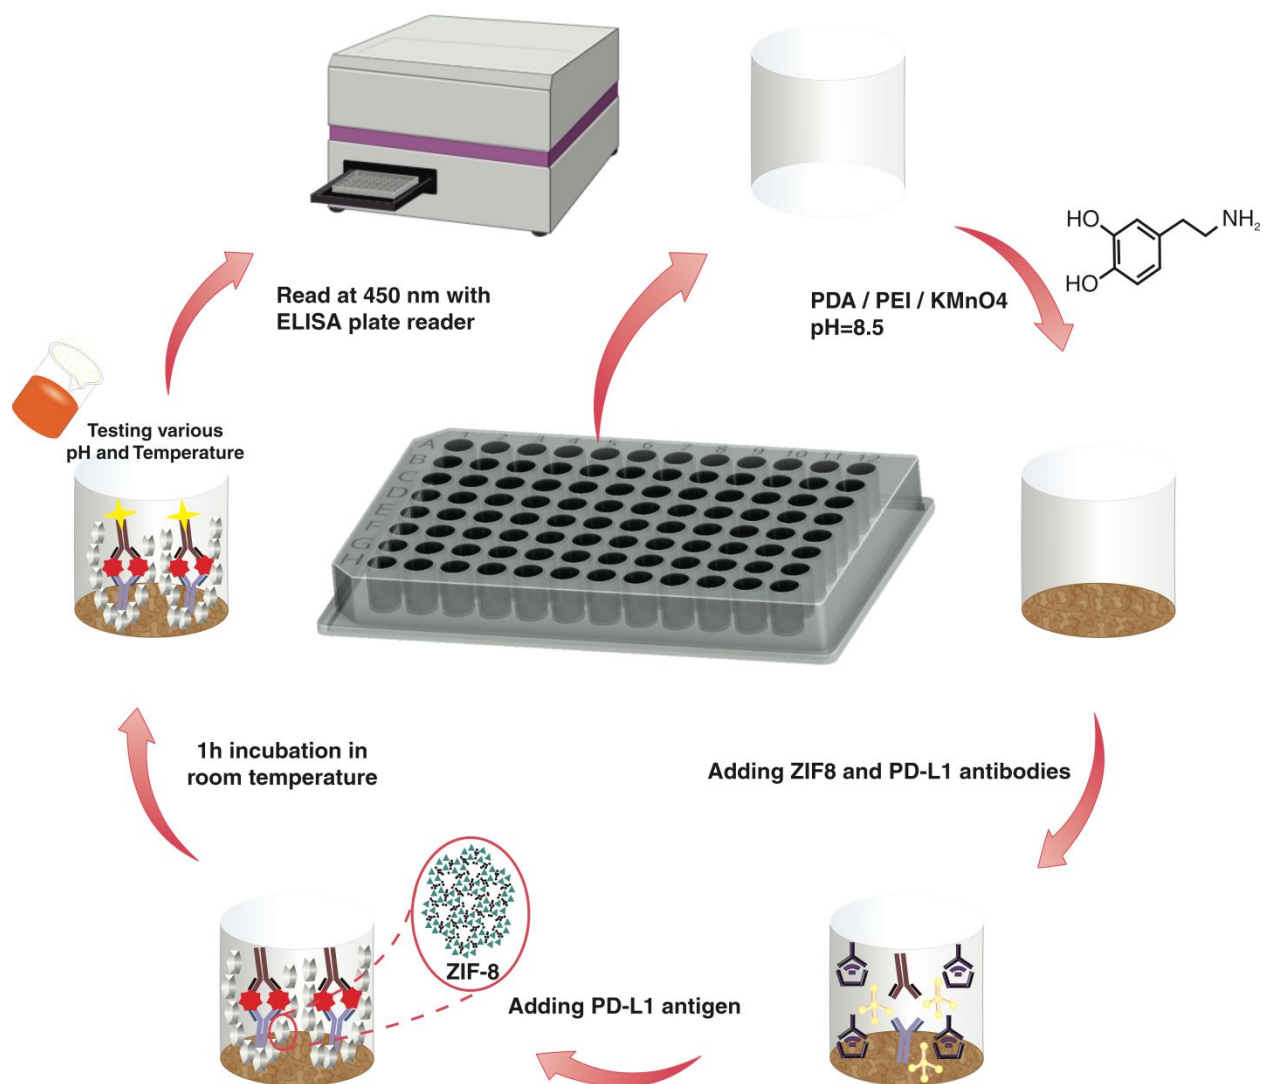 HO
NH2
HO
PDA / PEI / KMnO4
pH=8.5
Read at 450 nm with
ELISA plate reader
Testing various
pH and Temperature
1 2 3 4 5 6 7 8 9 10 11 12
A
B
C
D
E
F
G
H
1h incubation in
room temperature
Adding ZIF8 and PD-L1 antibodies
ZIF-8
Adding PD-L1 antigen